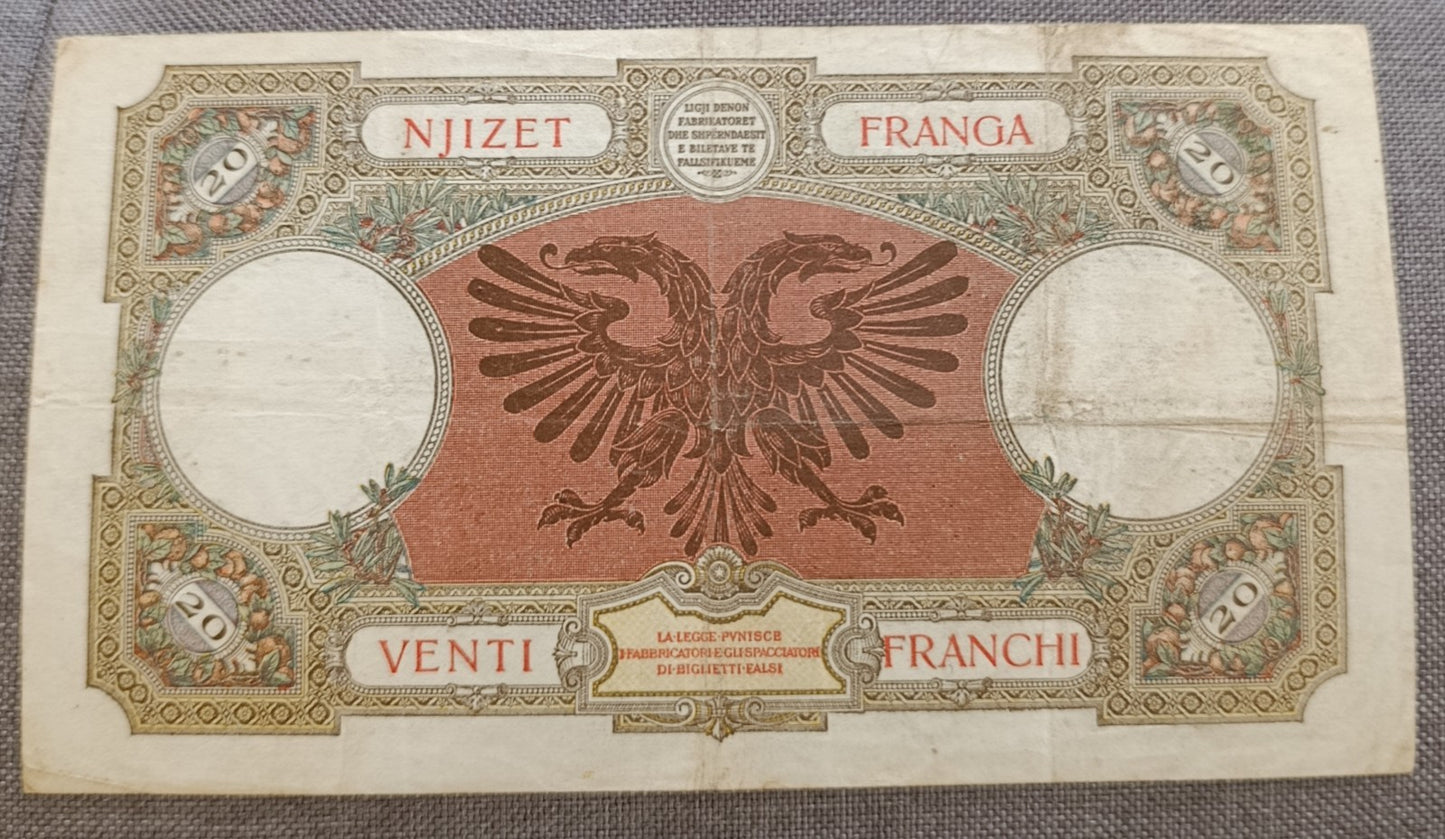 LIGJI DENON
FABRIKATORET
DHE SHPËRNDAESIT
E BILETAVE TE
FALLSIFIKUEME
NJIZET
FRANGA
20
20
20
20
VENTI
LA·LEGGE·PVNISCE
I·FABBRICATORI·E·GLI·SPACCIATORI
DI·BIGLIETTI·FALSI
FRANCHI